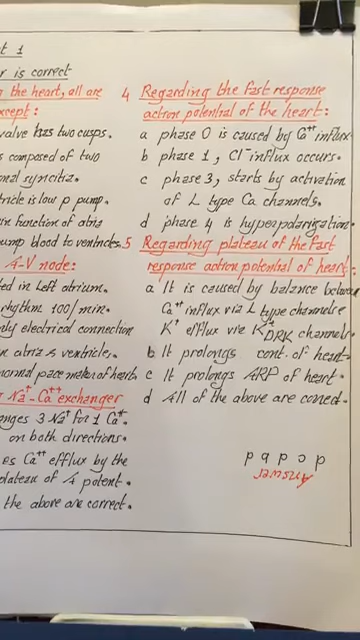 t 1
r is correct
the heart, all are
xcept:
valve has two cusps.
s composed of two
nal syncitia.
tricle is low p pump.
in function of atria
ump blood to ventricles.
A-V node:
ted in Left atrium.
rhythm 100/min.
nly electrical connection
n atria & ventricle.
normal pace maker of heart.
Na⁺-Ca⁺⁺ exchanger
anges 3 Na⁺ for 1 Ca⁺⁺.
on both directions.
es Ca⁺⁺ efflux by the
plateau of A potent.
the above are correct.
4 Regarding the fast response
action potential of the heart:
a phase 0 is caused by Ca⁺⁺ influx
b phase 1, Cl⁻ influx occurs.
c phase 3, starts by activation
of L type Ca channels.
d phase 4 is hyperpolarization.
5 Regarding plateau of the fast
response action potential of heart:
a It is caused by balance between
Ca⁺⁺ influx via L type channels &
K⁺ efflux via K⁺DRK channels.
b It prolongs cont. of heart.
c It prolongs ARP of heart.
d All of the above are correct.
Answer
d c d b d